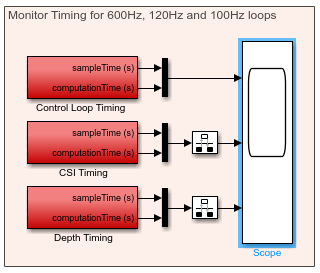 Monitor Timing for 600Hz, 120Hz and 100Hz loops
sampleTime (s)
computationTime (s)
Control Loop Timing
sampleTime (s)
computationTime (s)
CSI Timing
sampleTime (s)
computationTime (s)
Depth Timing
Scope